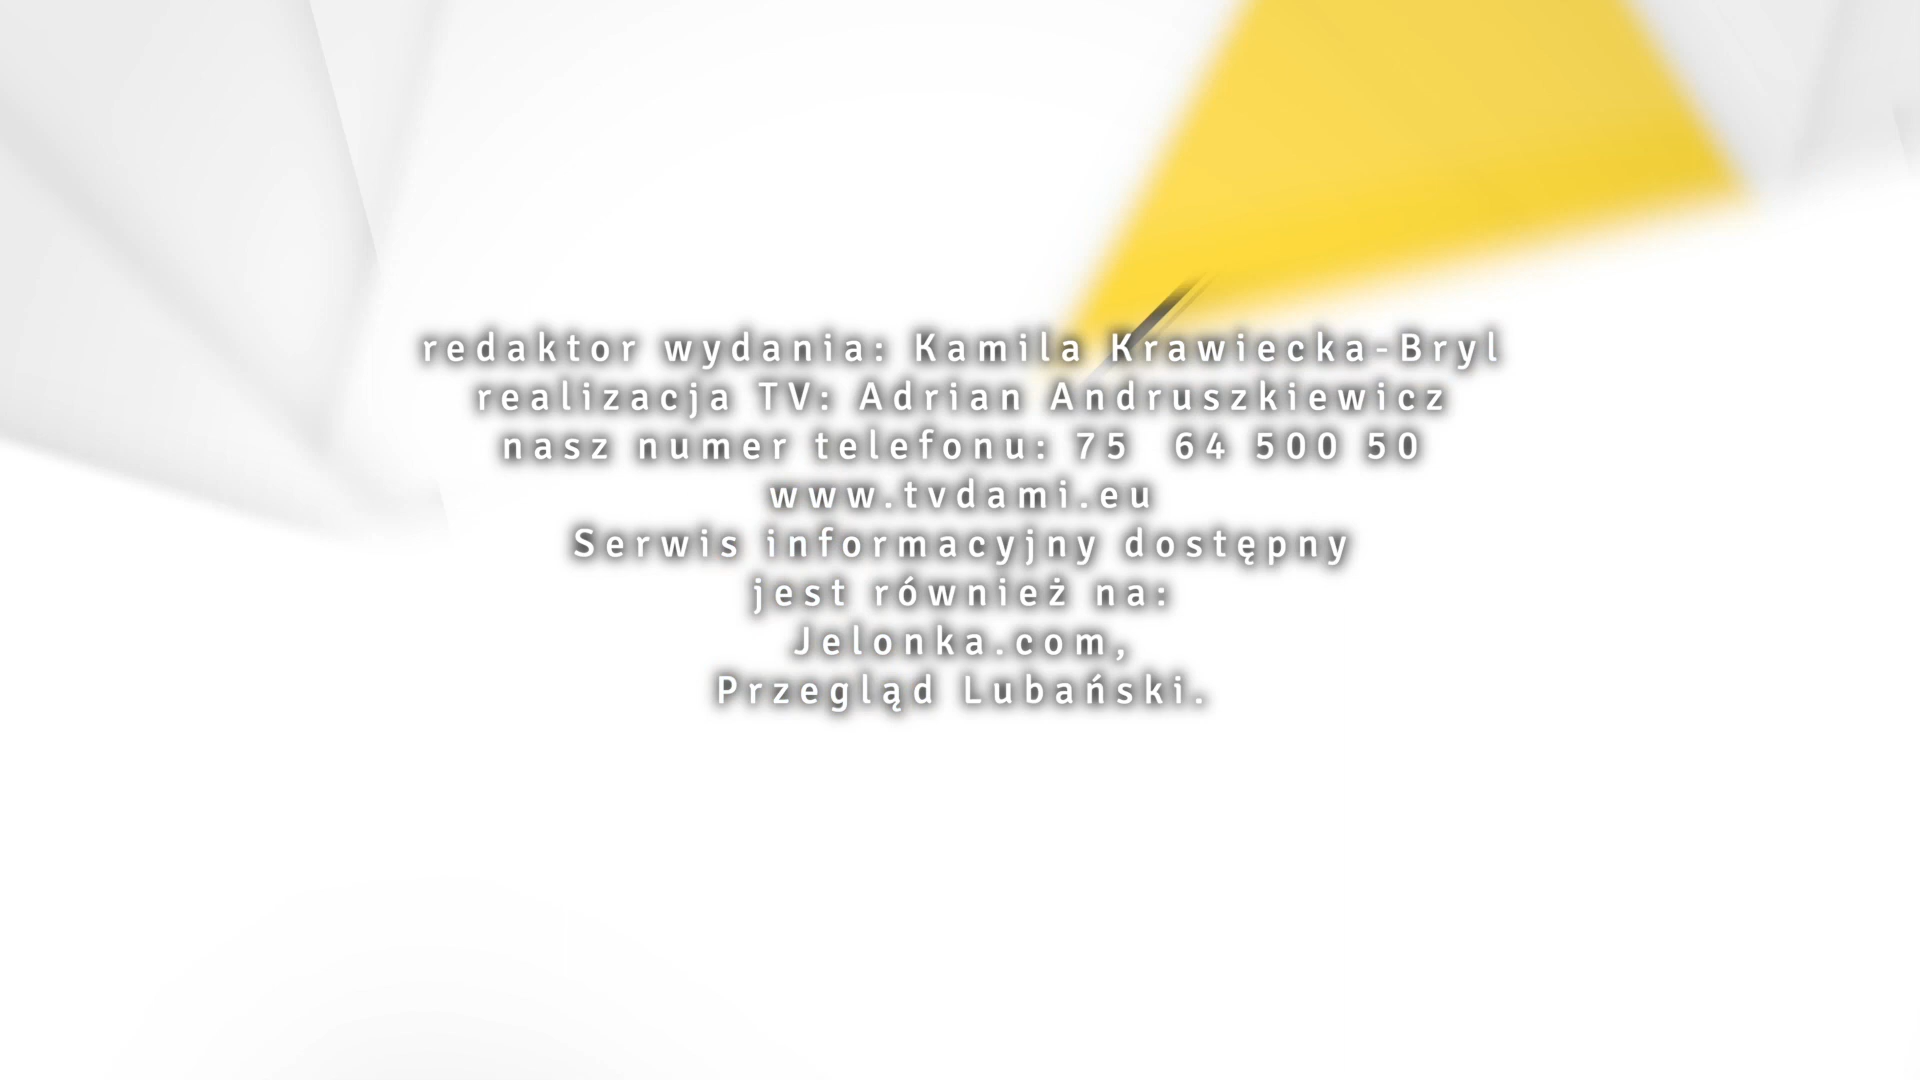 redaktor wydania: Kamila Krawiecka-Bryl
realizacja TV: Adrian Andruszkiewicz
nasz numer telefonu: 75  64 500 50
www.tvdami.eu
Serwis informacyjny dostępny
jest również na:
Jelonka.com,
Przegląd Lubański.